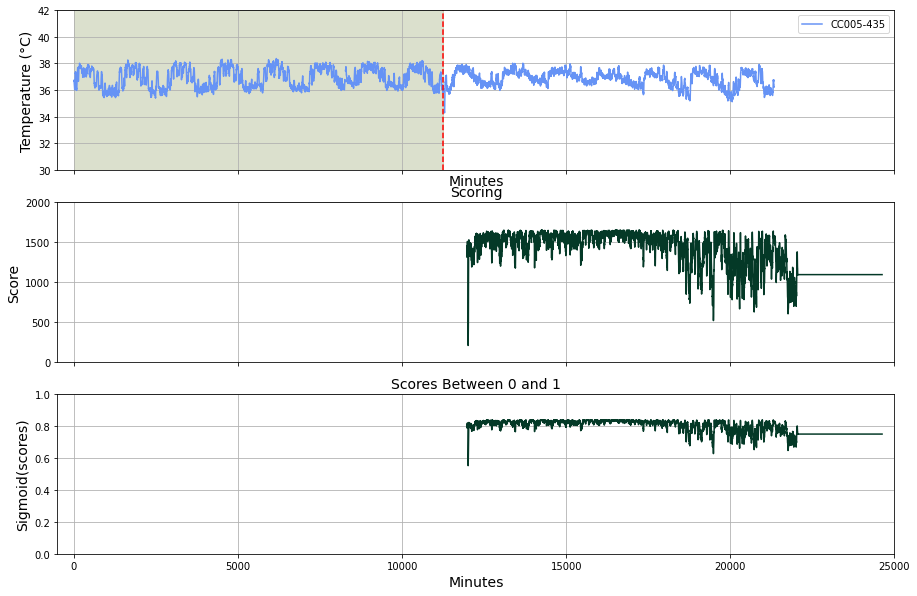 42
40
38
36
34
32
30
Temperature (°C)
CC005-435
Minutes
Scoring
2000
1500
1000
500
0
Score
Scores Between 0 and 1
1.0
0.8
0.6
0.4
0.2
0.0
Sigmoid(scores)
0 5000 10000 15000 20000 25000
Minutes